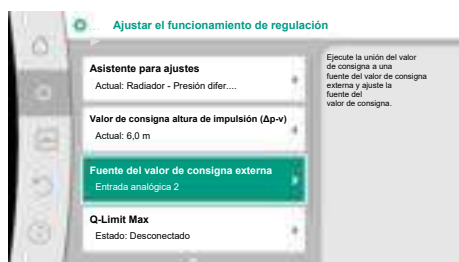 Ajustar el funcionamiento de regulación
Asistente para ajustes
Actual: Radiador - Presión difer....
Valor de consigna altura de impulsión (Δp-v)
Actual: 6,0 m
Fuente del valor de consigna externa
Entrada analógica 2
Q-Limit Max
Estado: Desconectado
Ejecute la unión del valor
de consigna a una
fuente del valor de consigna
externa y ajuste la
fuente del
valor de consigna.